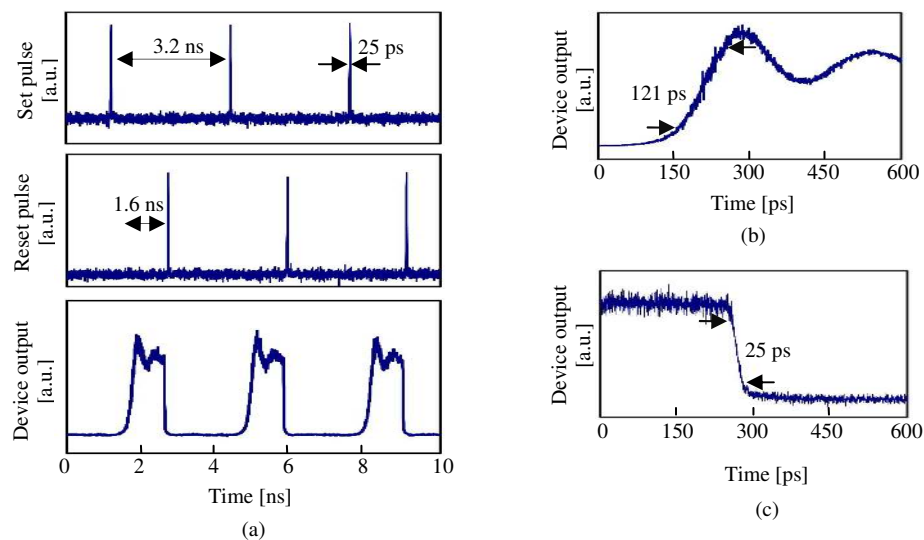 Set pulse
[a.u.]
3.2 ns
25 ps
Reset pulse
[a.u.]
1.6 ns
Device output
[a.u.]
0 2 4 6 8 10
Time [ns]
(a)
Device output
[a.u.]
121 ps
0 150 300 450 600
Time [ps]
(b)
Device output
[a.u.]
25 ps
0 150 300 450 600
Time [ps]
(c)